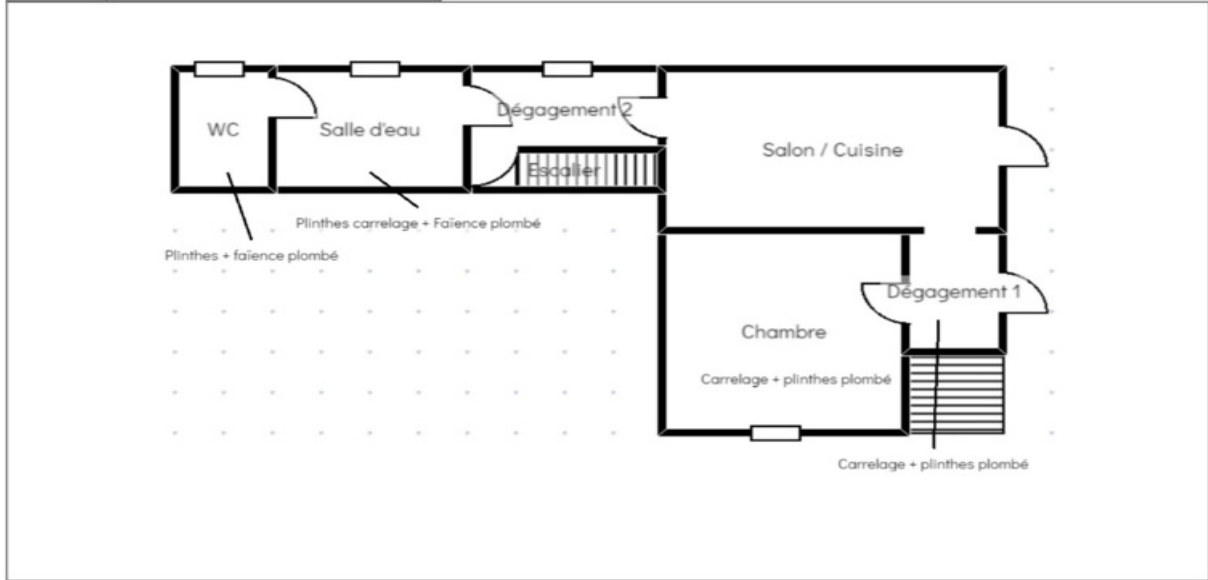 Dégagement 2
WC
Salle d'eau
Salon / Cuisine
Escalier
Plinthes carrelage + Faïence plombé
Plinthes + faïence plombé
Dégagement 1
Chambre
Carrelage + plinthes plombé
Carrelage + plinthes plombé